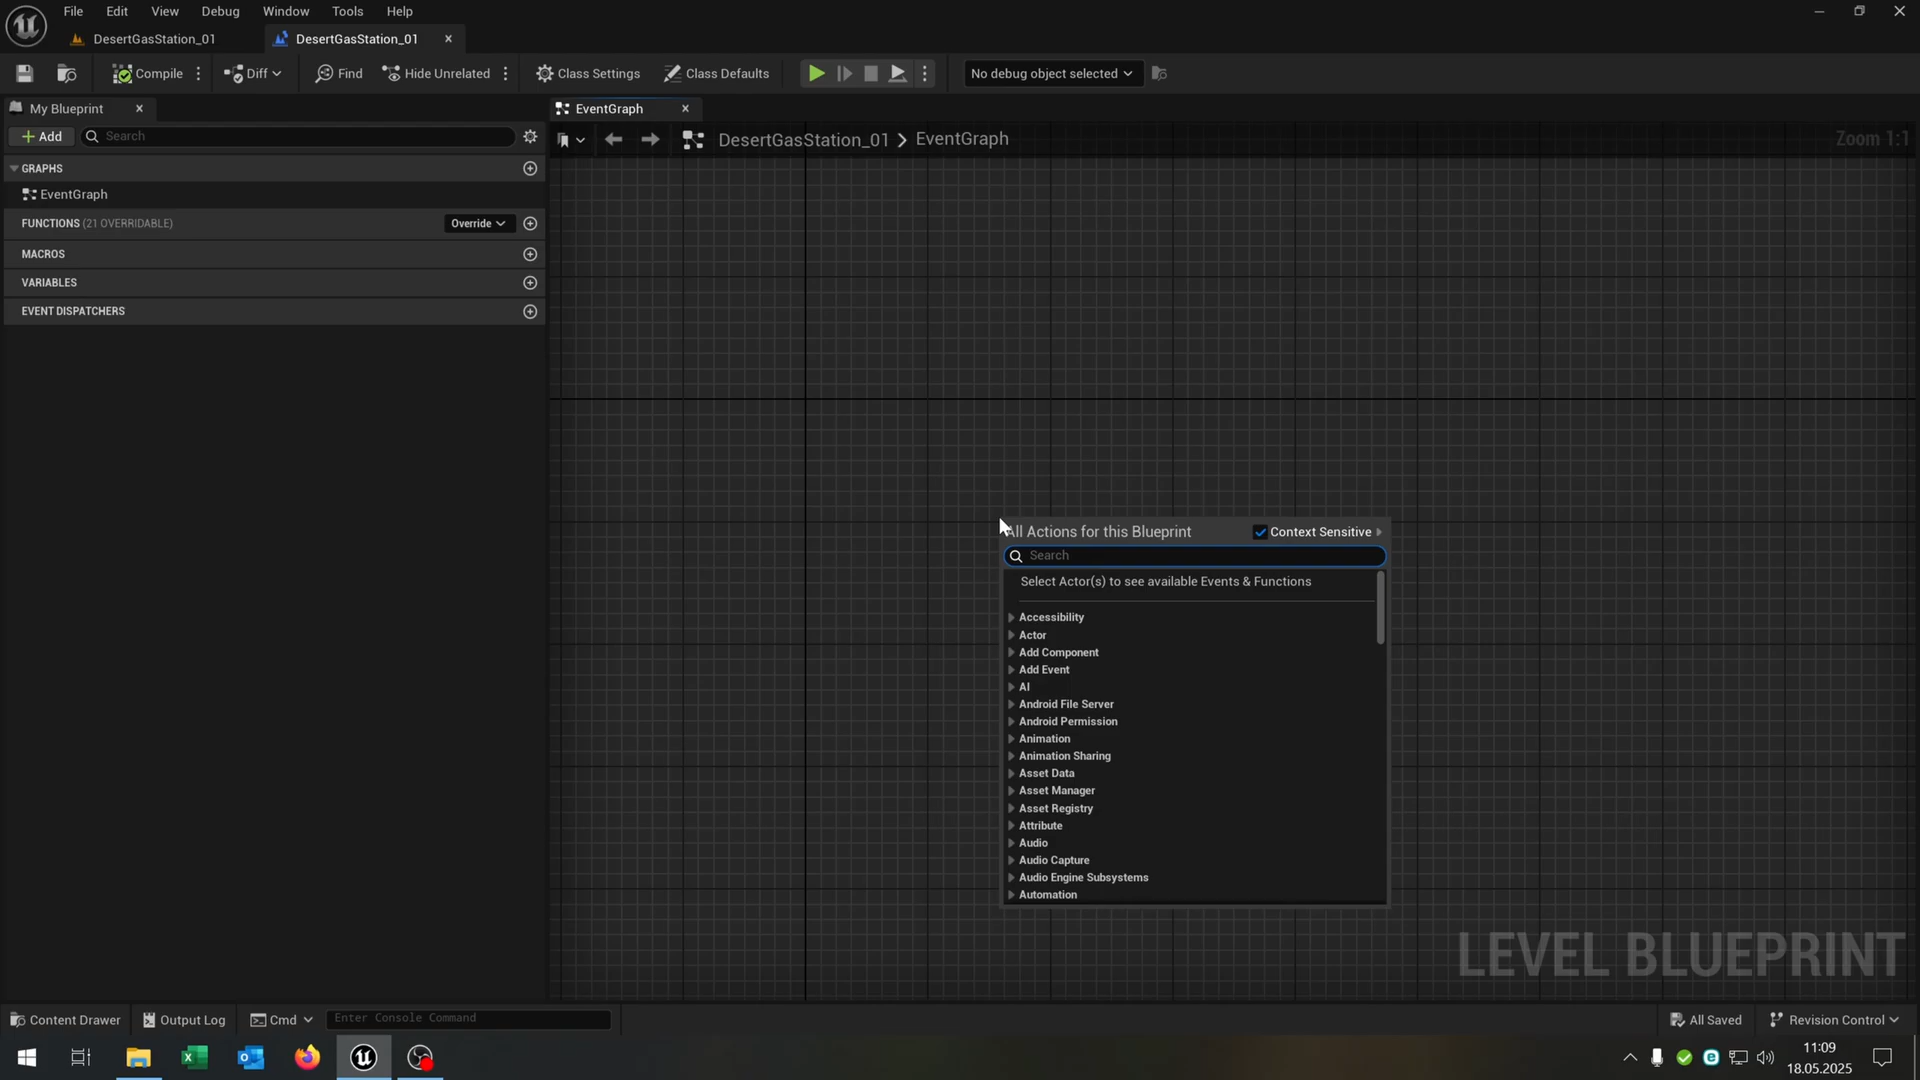 File Edit View Debug Window Tools Help
DesertGasStation_01 DesertGasStation_01
Compile Diff Find Hide Unrelated Class Settings Class Defaults No debug object selected
My Blueprint EventGraph
Add Search DesertGasStation_01 EventGraph Zoom 1:1
GRAPHS
EventGraph
FUNCTIONS (21 OVERRIDABLE) Override
MACROS
VARIABLES
EVENT DISPATCHERS
All Actions for this Blueprint Context Sensitive
Search
Select Actor(s) to see available Events & Functions
Accessibility
Actor
Add Component
Add Event
AI
Android File Server
Android Permission
Animation
Animation Sharing
Asset Data
Asset Manager
Asset Registry
Attribute
Audio
Audio Capture
Audio Engine Subsystems
Automation
LEVEL BLUEPRINT
Content Drawer Output Log Cmd Enter Console Command All Saved Revision Control
11:09
18.05.2025